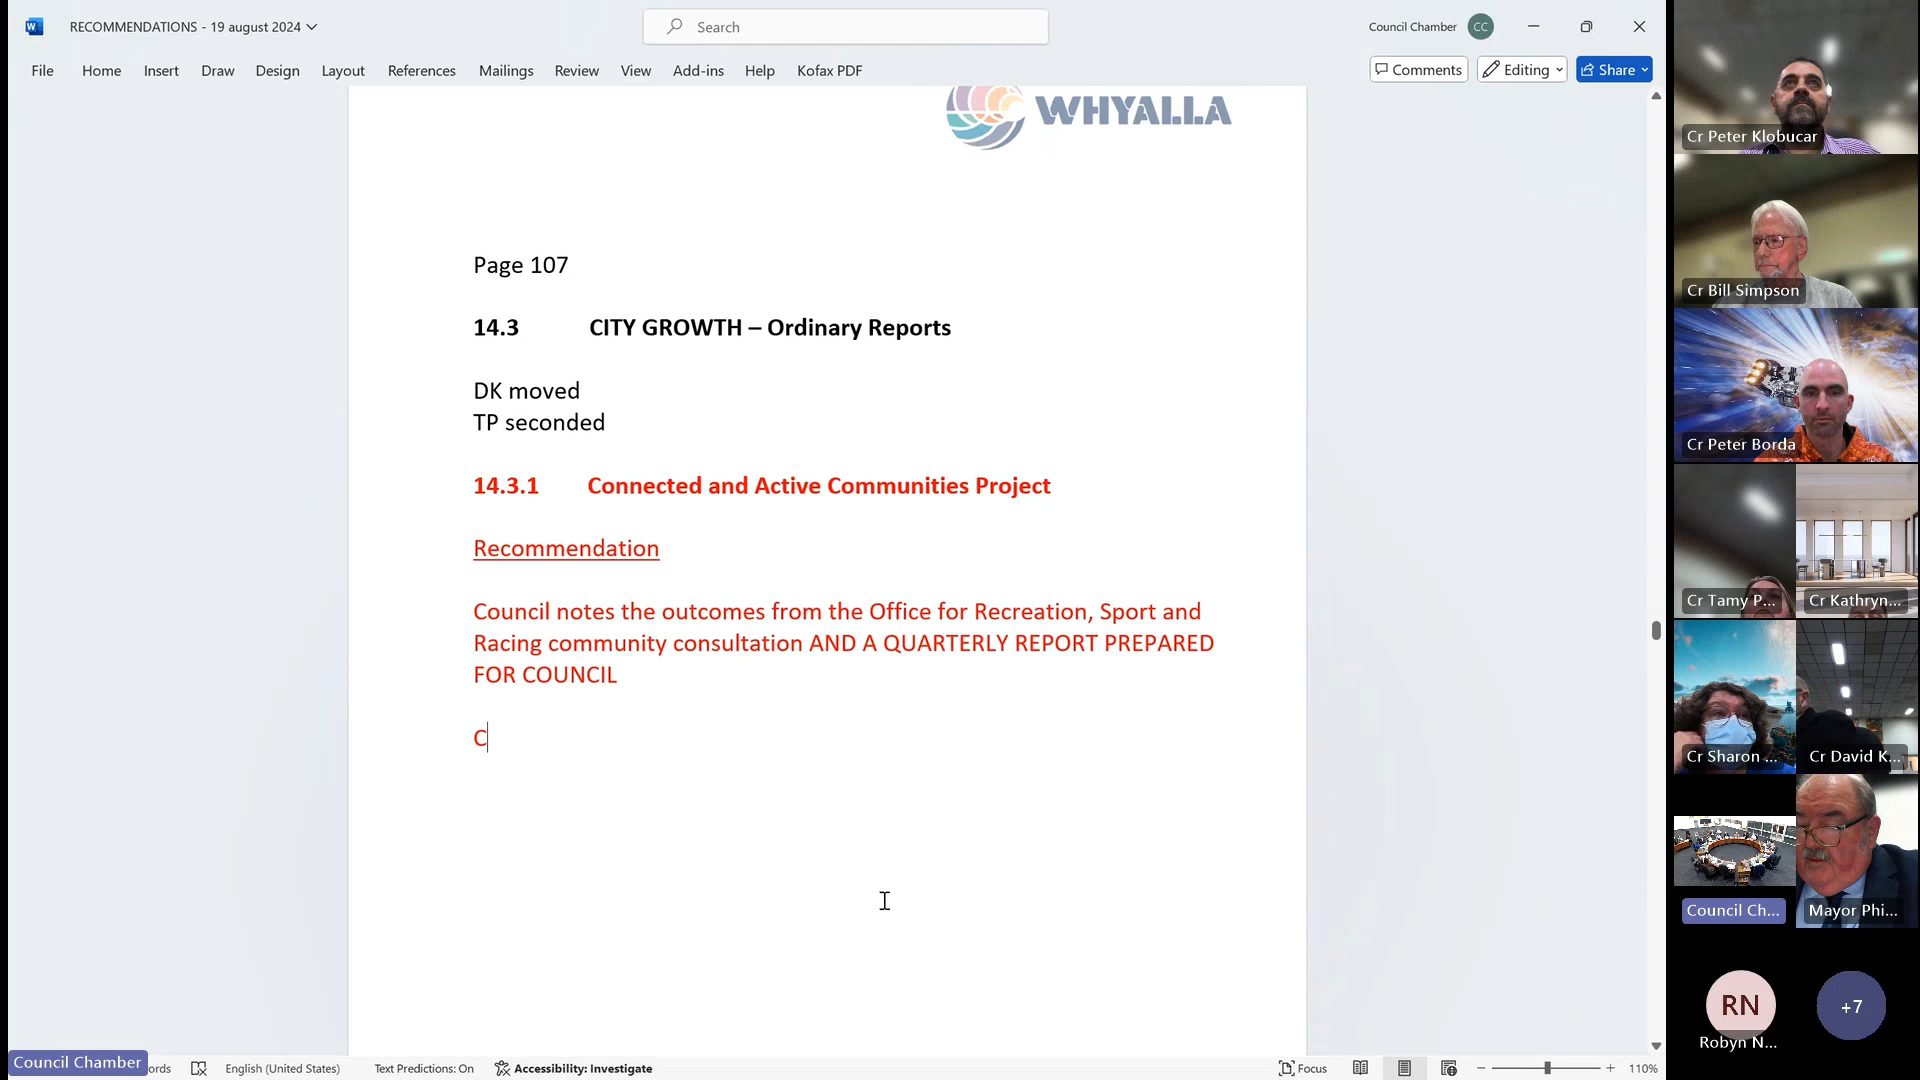 RECOMMENDATIONS - 19 august 2024
Search
Council Chamber CC
File Home Insert Draw Design Layout References Mailings Review View Add-ins Help Kofax PDF
Comments Editing Share
WHYALLA
Page 107
14.3 CITY GROWTH – Ordinary Reports
DK moved
TP seconded
14.3.1 Connected and Active Communities Project
Recommendation
Council notes the outcomes from the Office for Recreation, Sport and
Racing community consultation AND A QUARTERLY REPORT PREPARED
FOR COUNCIL
C
Council Chamber
ords English (United States) Text Predictions: On Accessibility: Investigate Focus 110%
Cr Peter Klobucar
Cr Bill Simpson
Cr Peter Borda
Cr Tamy P... Cr Kathryn...
Cr Sharon ... Cr David K...
Council Ch... Mayor Phi...
RN +7
Robyn N...